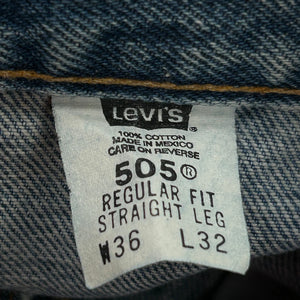 LEVI'S
®
100% COTTON
MADE IN MEXICO
CARE ON REVERSE
505®
REGULAR FIT
STRAIGHT LEG
W36 L32